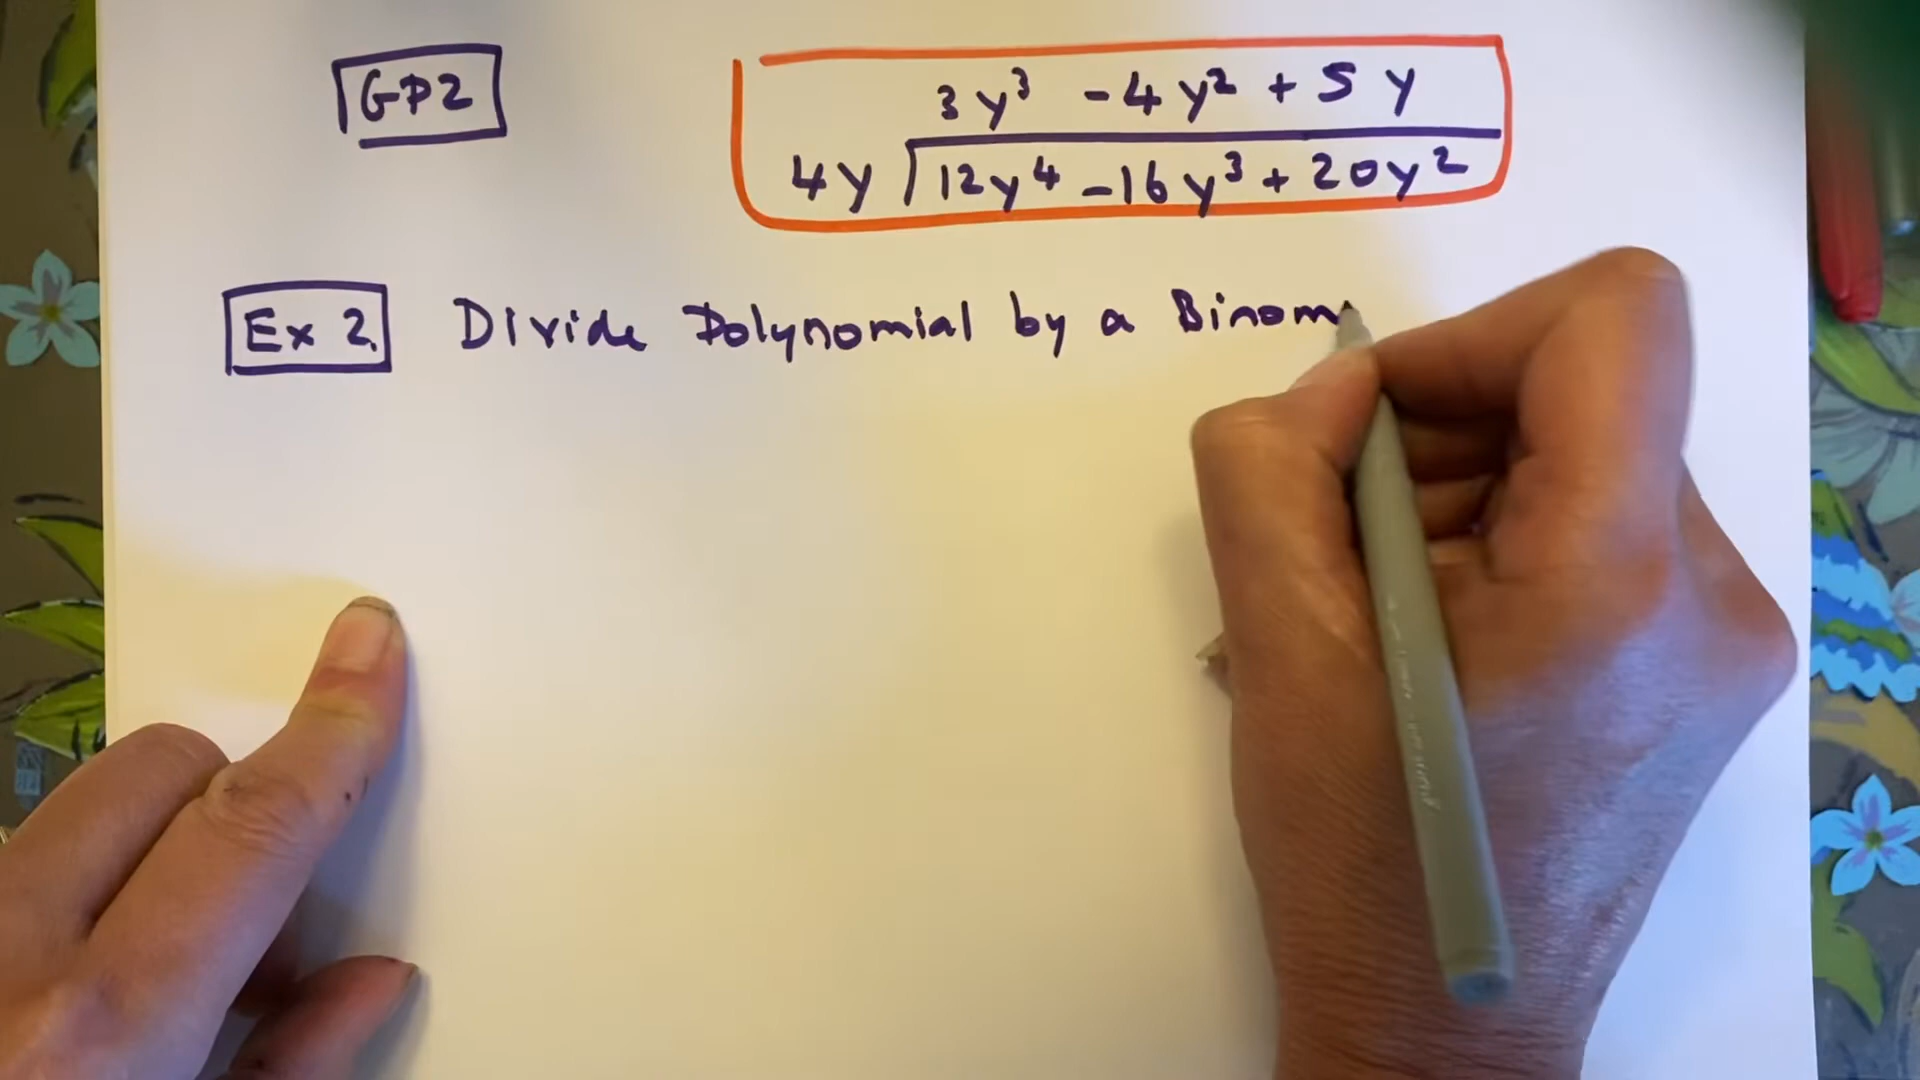 GP2
3y³ - 4y² + 5y
4y 12y⁴ - 16y³ + 20y²
Ex 2. Divide Polynomial by a Binom